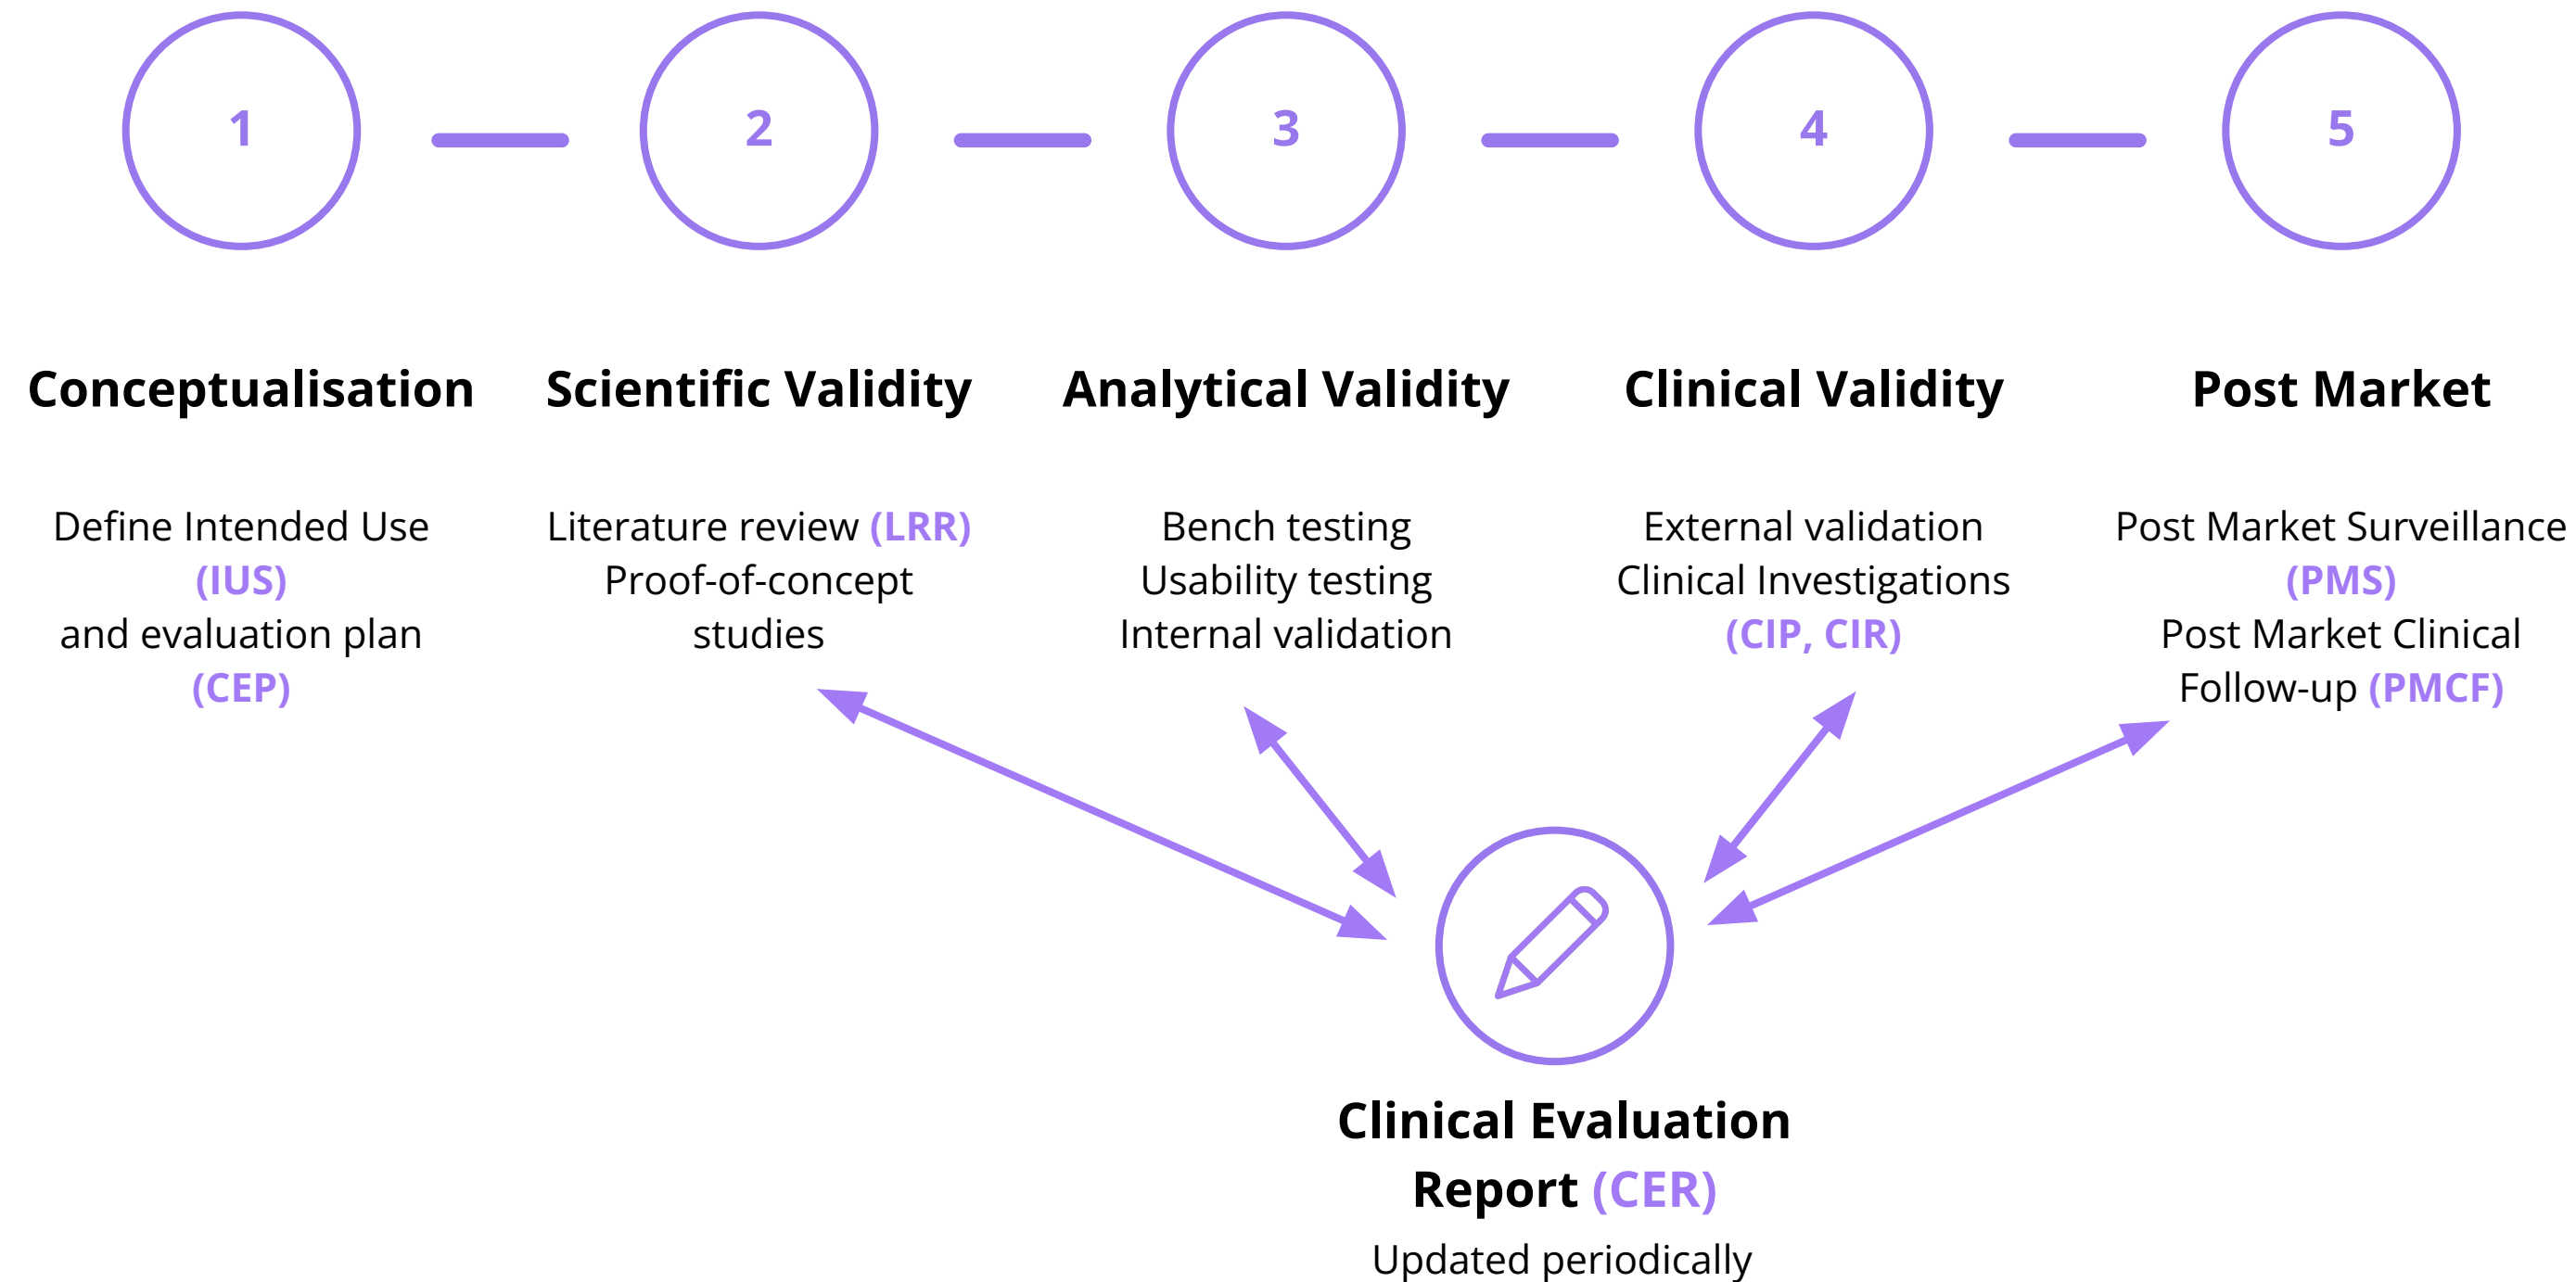 1
2
3
4
5
Conceptualisation
Scientific Validity
Analytical Validity
Clinical Validity
Post Market
Define Intended Use
(IUS)
and evaluation plan
(CEP)
Literature review (LRR)
Proof-of-concept
studies
Bench testing
Usability testing
Internal validation
External validation
Clinical Investigations
(CIP, CIR)
Post Market Surveillance
(PMS)
Post Market Clinical
Follow-up (PMCF)
Clinical Evaluation
Report (CER)
Updated periodically